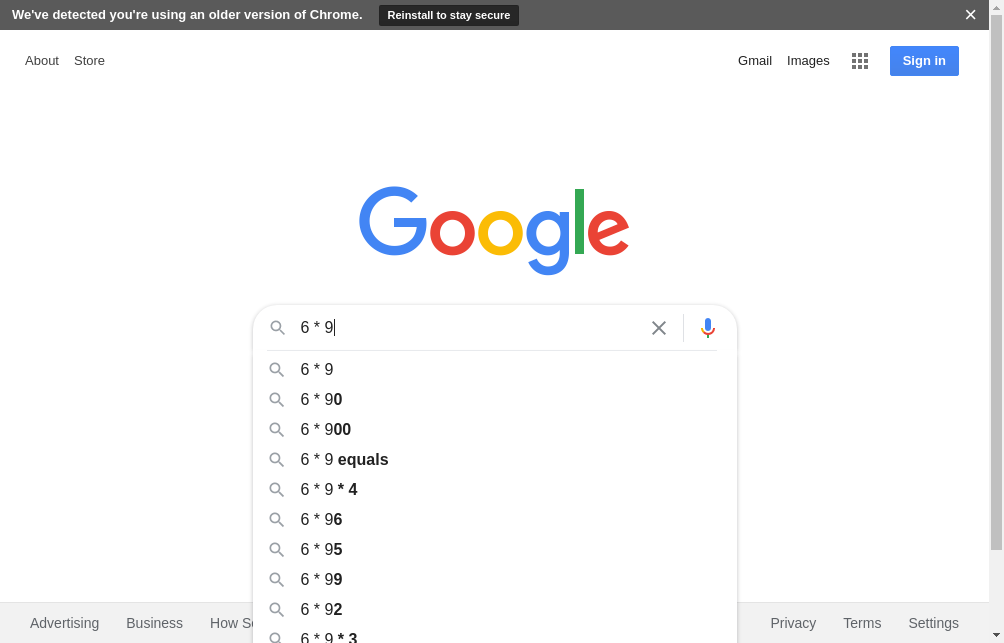 We've detected you're using an older version of Chrome. Reinstall to stay secure
About Store Gmail Images Sign in
Google
6 * 9
6 * 9
6 * 90
6 * 900
6 * 9 equals
6 * 9 * 4
6 * 96
6 * 95
6 * 99
6 * 92
6 * 9 * 3
Advertising Business How Privacy Terms Settings